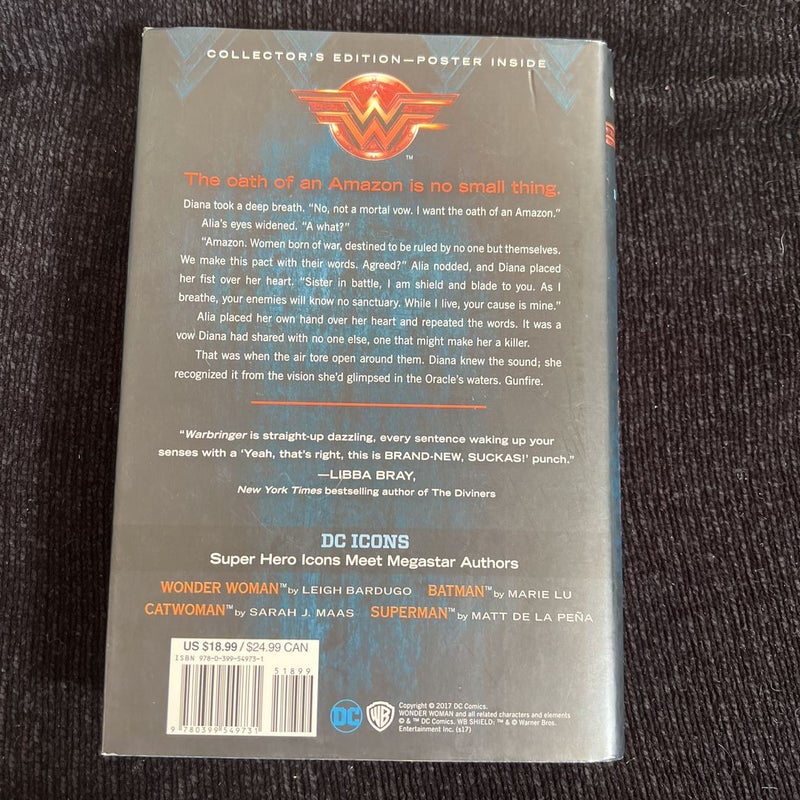 COLLECTOR'S EDITION—POSTER INSIDE
W
™
The oath of an Amazon is no small thing.
Diana took a deep breath. “No, not a mortal vow. I want the oath of an Amazon.”
Alia's eyes widened. “A what?”
“Amazon. Women born of war, destined to be ruled by no one but themselves.
We make this pact with their words. Agreed?” Alia nodded, and Diana placed
her fist over her heart. “Sister in battle, I am shield and blade to you. As I
breathe, your enemies will know no sanctuary. While I live, your cause is mine.”
Alia placed her own hand over her heart and repeated the words. It was a
vow Diana had shared with no one else, one that might make her a killer.
That was when the air tore open around them. Diana knew the sound; she
recognized it from the vision she'd glimpsed in the Oracle's waters. Gunfire.
“Warbringer is straight-up dazzling, every sentence waking up your
senses with a ‘Yeah, that's right, this is BRAND-NEW, SUCKAS!’ punch.”
—LIBBA BRAY,
New York Times bestselling author of The Diviners
DC ICONS
Super Hero Icons Meet Megastar Authors
WONDER WOMAN™ by LEIGH BARDUGO BATMAN™ by MARIE LU
CATWOMAN™ by SARAH J. MAAS SUPERMAN™ by MATT DE LA PEÑA
US $18.99 / $24.99 CAN
ISBN 978-0-399-54973-1
51899
9 780399 549731
DC
WB
Copyright © 2017 DC Comics.
WONDER WOMAN and all related characters and elements
© & ™ DC Comics. WB SHIELD: ™ & © Warner Bros.
Entertainment Inc. (s17)